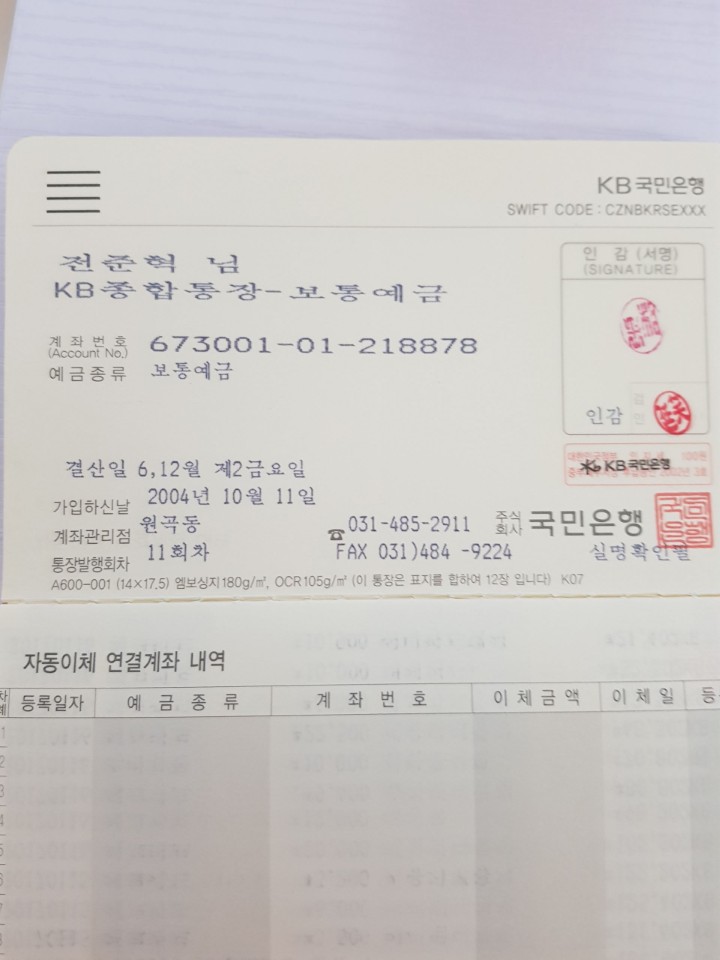 KB국민은행
SWIFT CODE : CZNBKRSEXXX
전준혁 님
KB종합통장-보통예금
인 감 (서명)
(SIGNATURE)
계 좌 번 호
(Account No.) 673001-01-218878
예금종류 보통예금
인감
KB국민은행
결산일 6,12월 제2금요일
가입하신날 2004년 10월 11일
계좌관리점 원곡동
☎031-485-2911
주식회사 국민은행
통장발행회차 11회차
FAX 031)484 -9224
실명확인필
A600-001 (14×17.5) 엠보싱지180g/㎡, OCR105g/㎡ (이 통장은 표지를 합하여 12장 입니다) K07
자동이체 연결계좌 내역
등록일자 예 금 종 류 계 좌 번 호 이 체 금 액 이 체 일
1
2
3
4
5
6
7
8